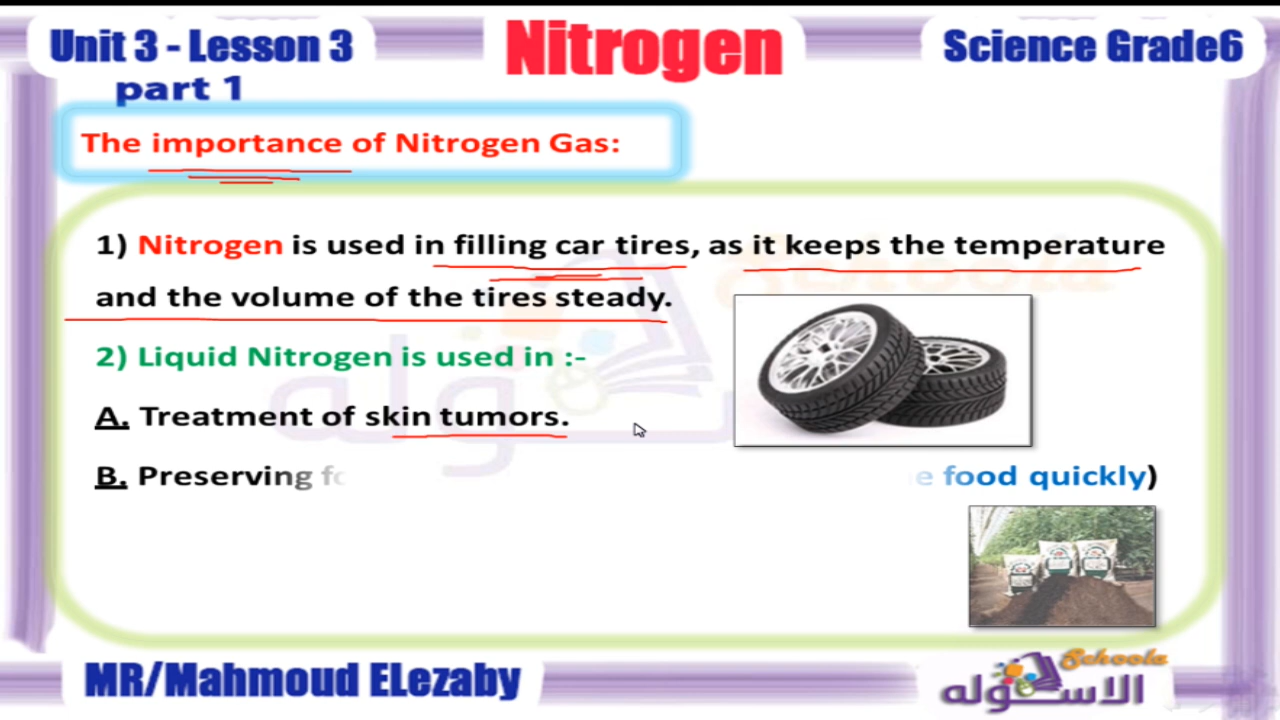 Unit 3 - Lesson 3
part 1
Nitrogen
Science Grade6
The importance of Nitrogen Gas:
1) Nitrogen is used in filling car tires, as it keeps the temperature
and the volume of the tires steady.
2) Liquid Nitrogen is used in :-
A. Treatment of skin tumors.
B. Preserving food quickly)
MR/Mahmoud ELezaby
Schoola
الاسكوله